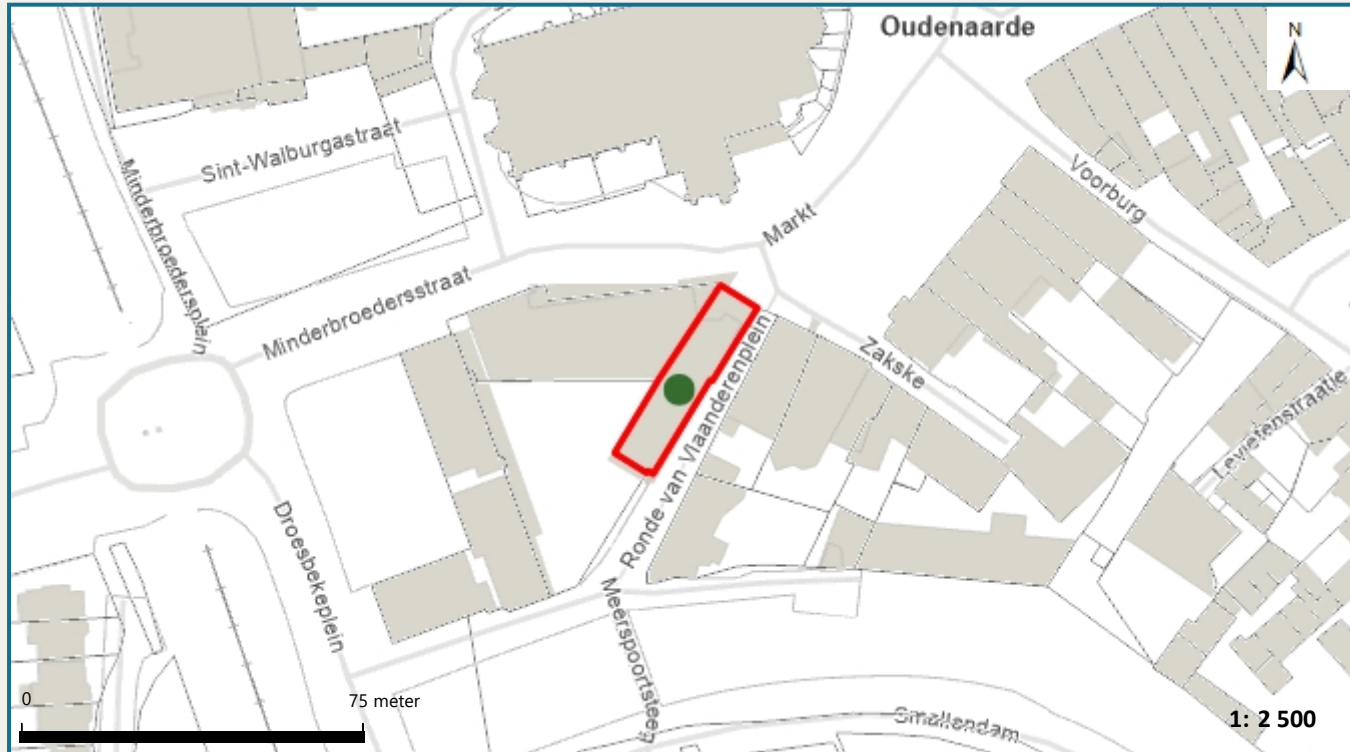 Oudenaarde
N
Sint-Walburgastraat
Minderbroedersplein
Voorburg
Markt
Minderbroedersstraat
Zakske
Ronde van Vlaanderenplein
Levietenstraatje
Droesbekeplein
Meerspoortsteeg
0 75 meter
Smallendam
1: 2 500